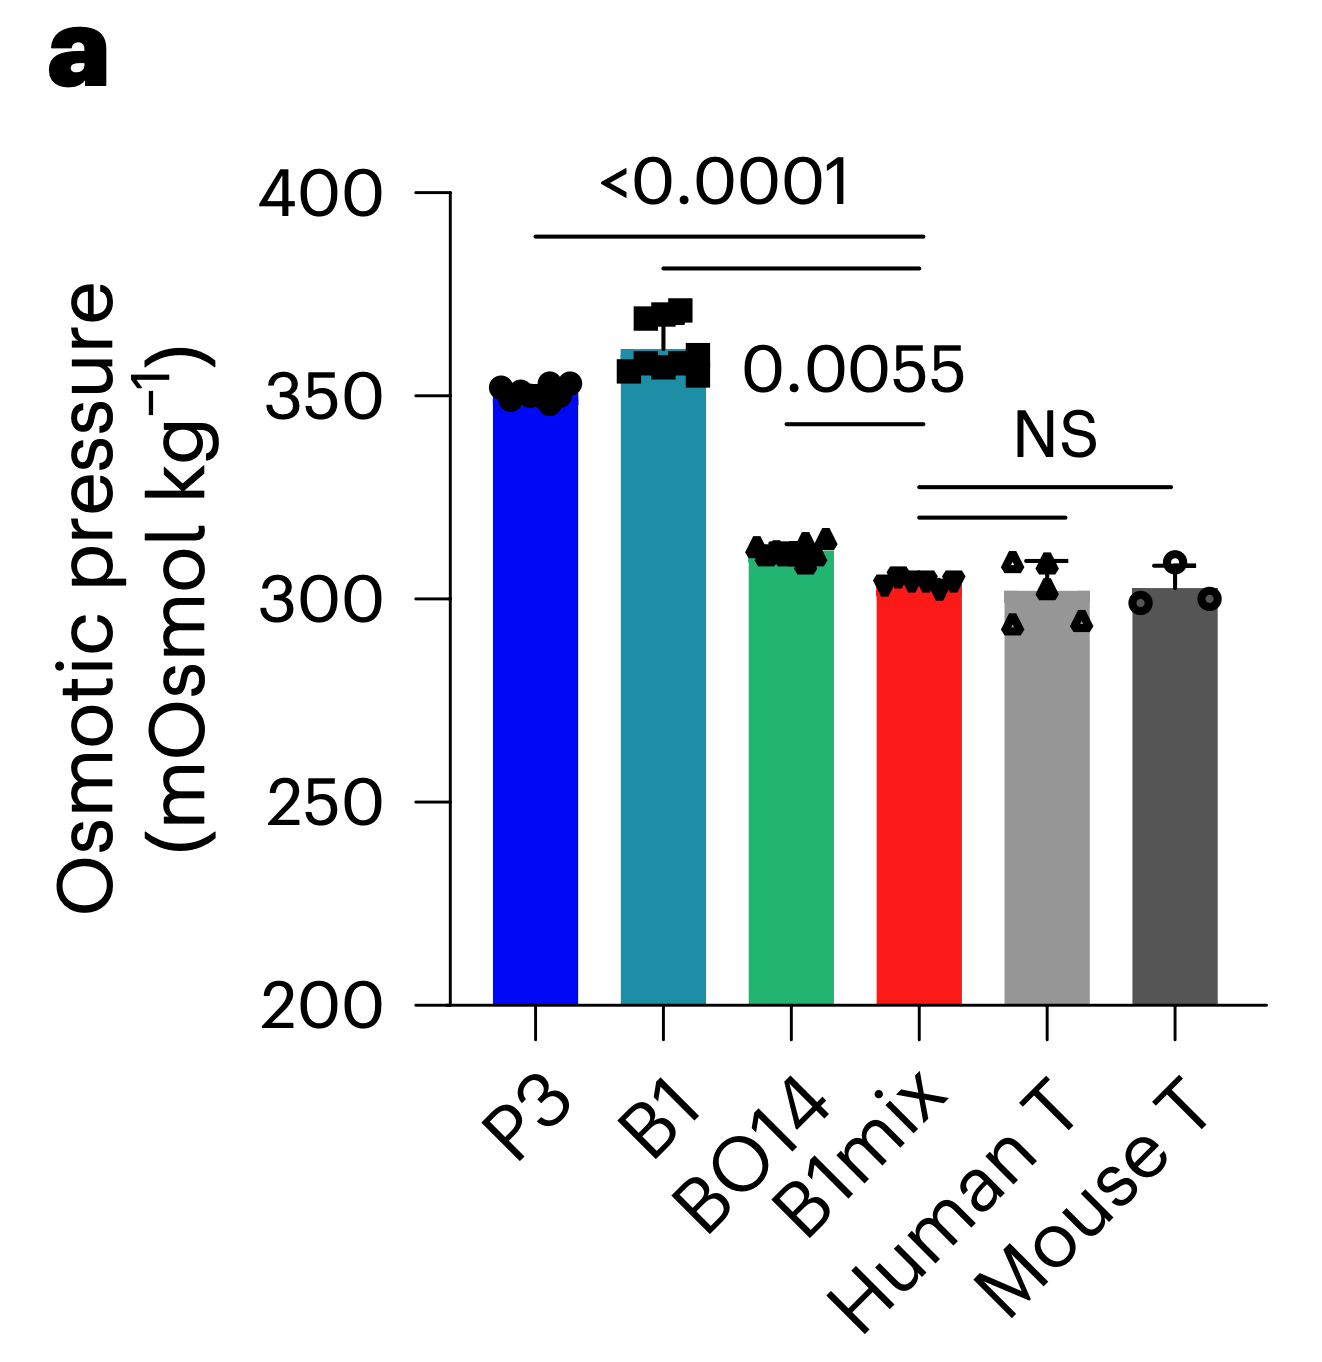 a
Osmotic pressure
(mOsmol kg⁻¹)
400
350
300
250
200
<0.0001
0.0055
NS
P3
B1
BO14
B1mix
Human T
Mouse T